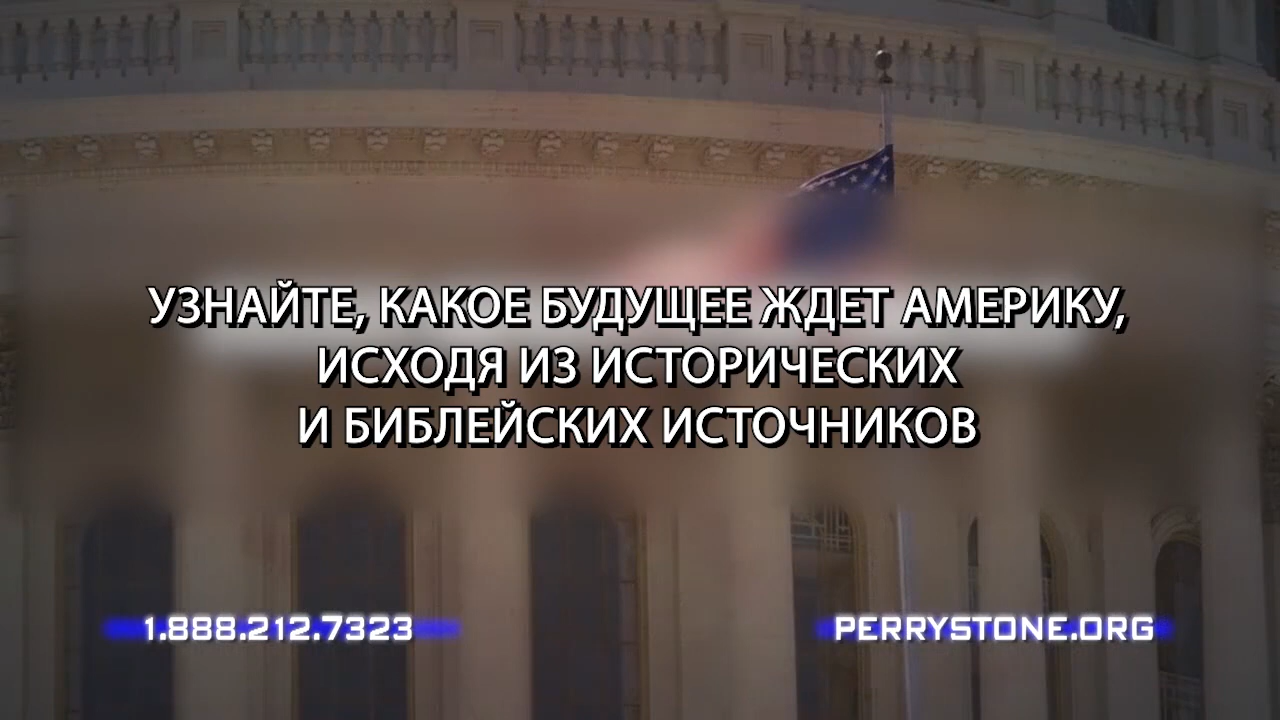 УЗНАЙТЕ, КАКОЕ БУДУЩЕЕ ЖДЕТ АМЕРИКУ,
ИСХОДЯ ИЗ ИСТОРИЧЕСКИХ
И БИБЛЕЙСКИХ ИСТОЧНИКОВ
1.888.212.7323
PERRYSTONE.ORG